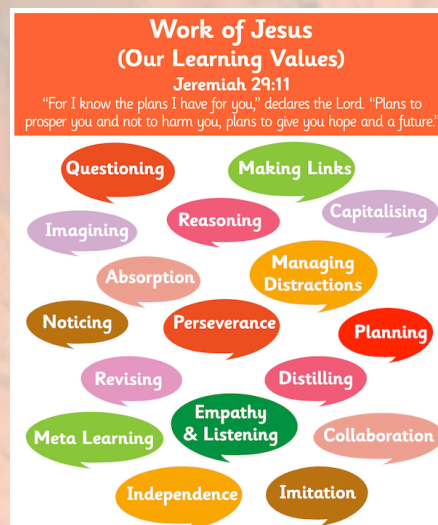 Work of Jesus
(Our Learning Values)
Jeremiah 29:11
“For I know the plans I have for you,” declares the Lord. “Plans to
prosper you and not to harm you, plans to give you hope and a future.”
Questioning
Making Links
Capitalising
Imagining
Reasoning
Absorption
Managing
Distractions
Noticing
Perseverance
Planning
Revising
Distilling
Meta Learning
Empathy
& Listening
Collaboration
Independence
Imitation